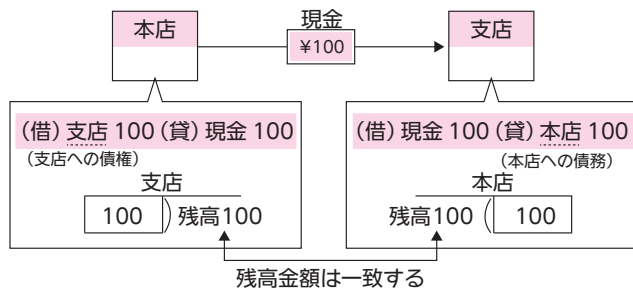 本店
現金
¥100
支店
(借)支店 100 (貸)現金 100
(支店への債権)
支店
100
残高100
(借)現金 100 (貸)本店 100
(本店への債務)
本店
残高100
100
残高金額は一致する